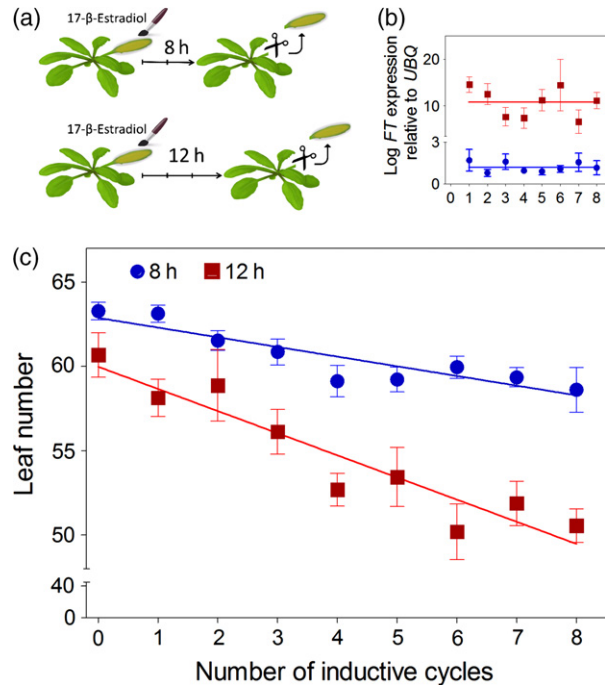 (a)
17-β-Estradiol
8 h
17-β-Estradiol
12 h
(b)
Log FT expression
relative to UBQ
20
10
3
0
0 1 2 3 4 5 6 7 8
(c)
8 h 12 h
Leaf number
65
60
55
50
40
0
0 1 2 3 4 5 6 7 8
Number of inductive cycles